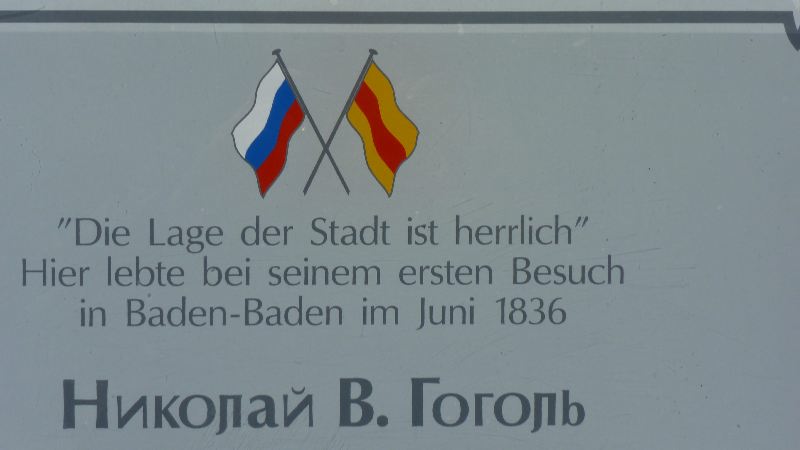 "Die Lage der Stadt ist herrlich"
Hier lebte bei seinem ersten Besuch
in Baden-Baden im Juni 1836
Николай В. Гоголь